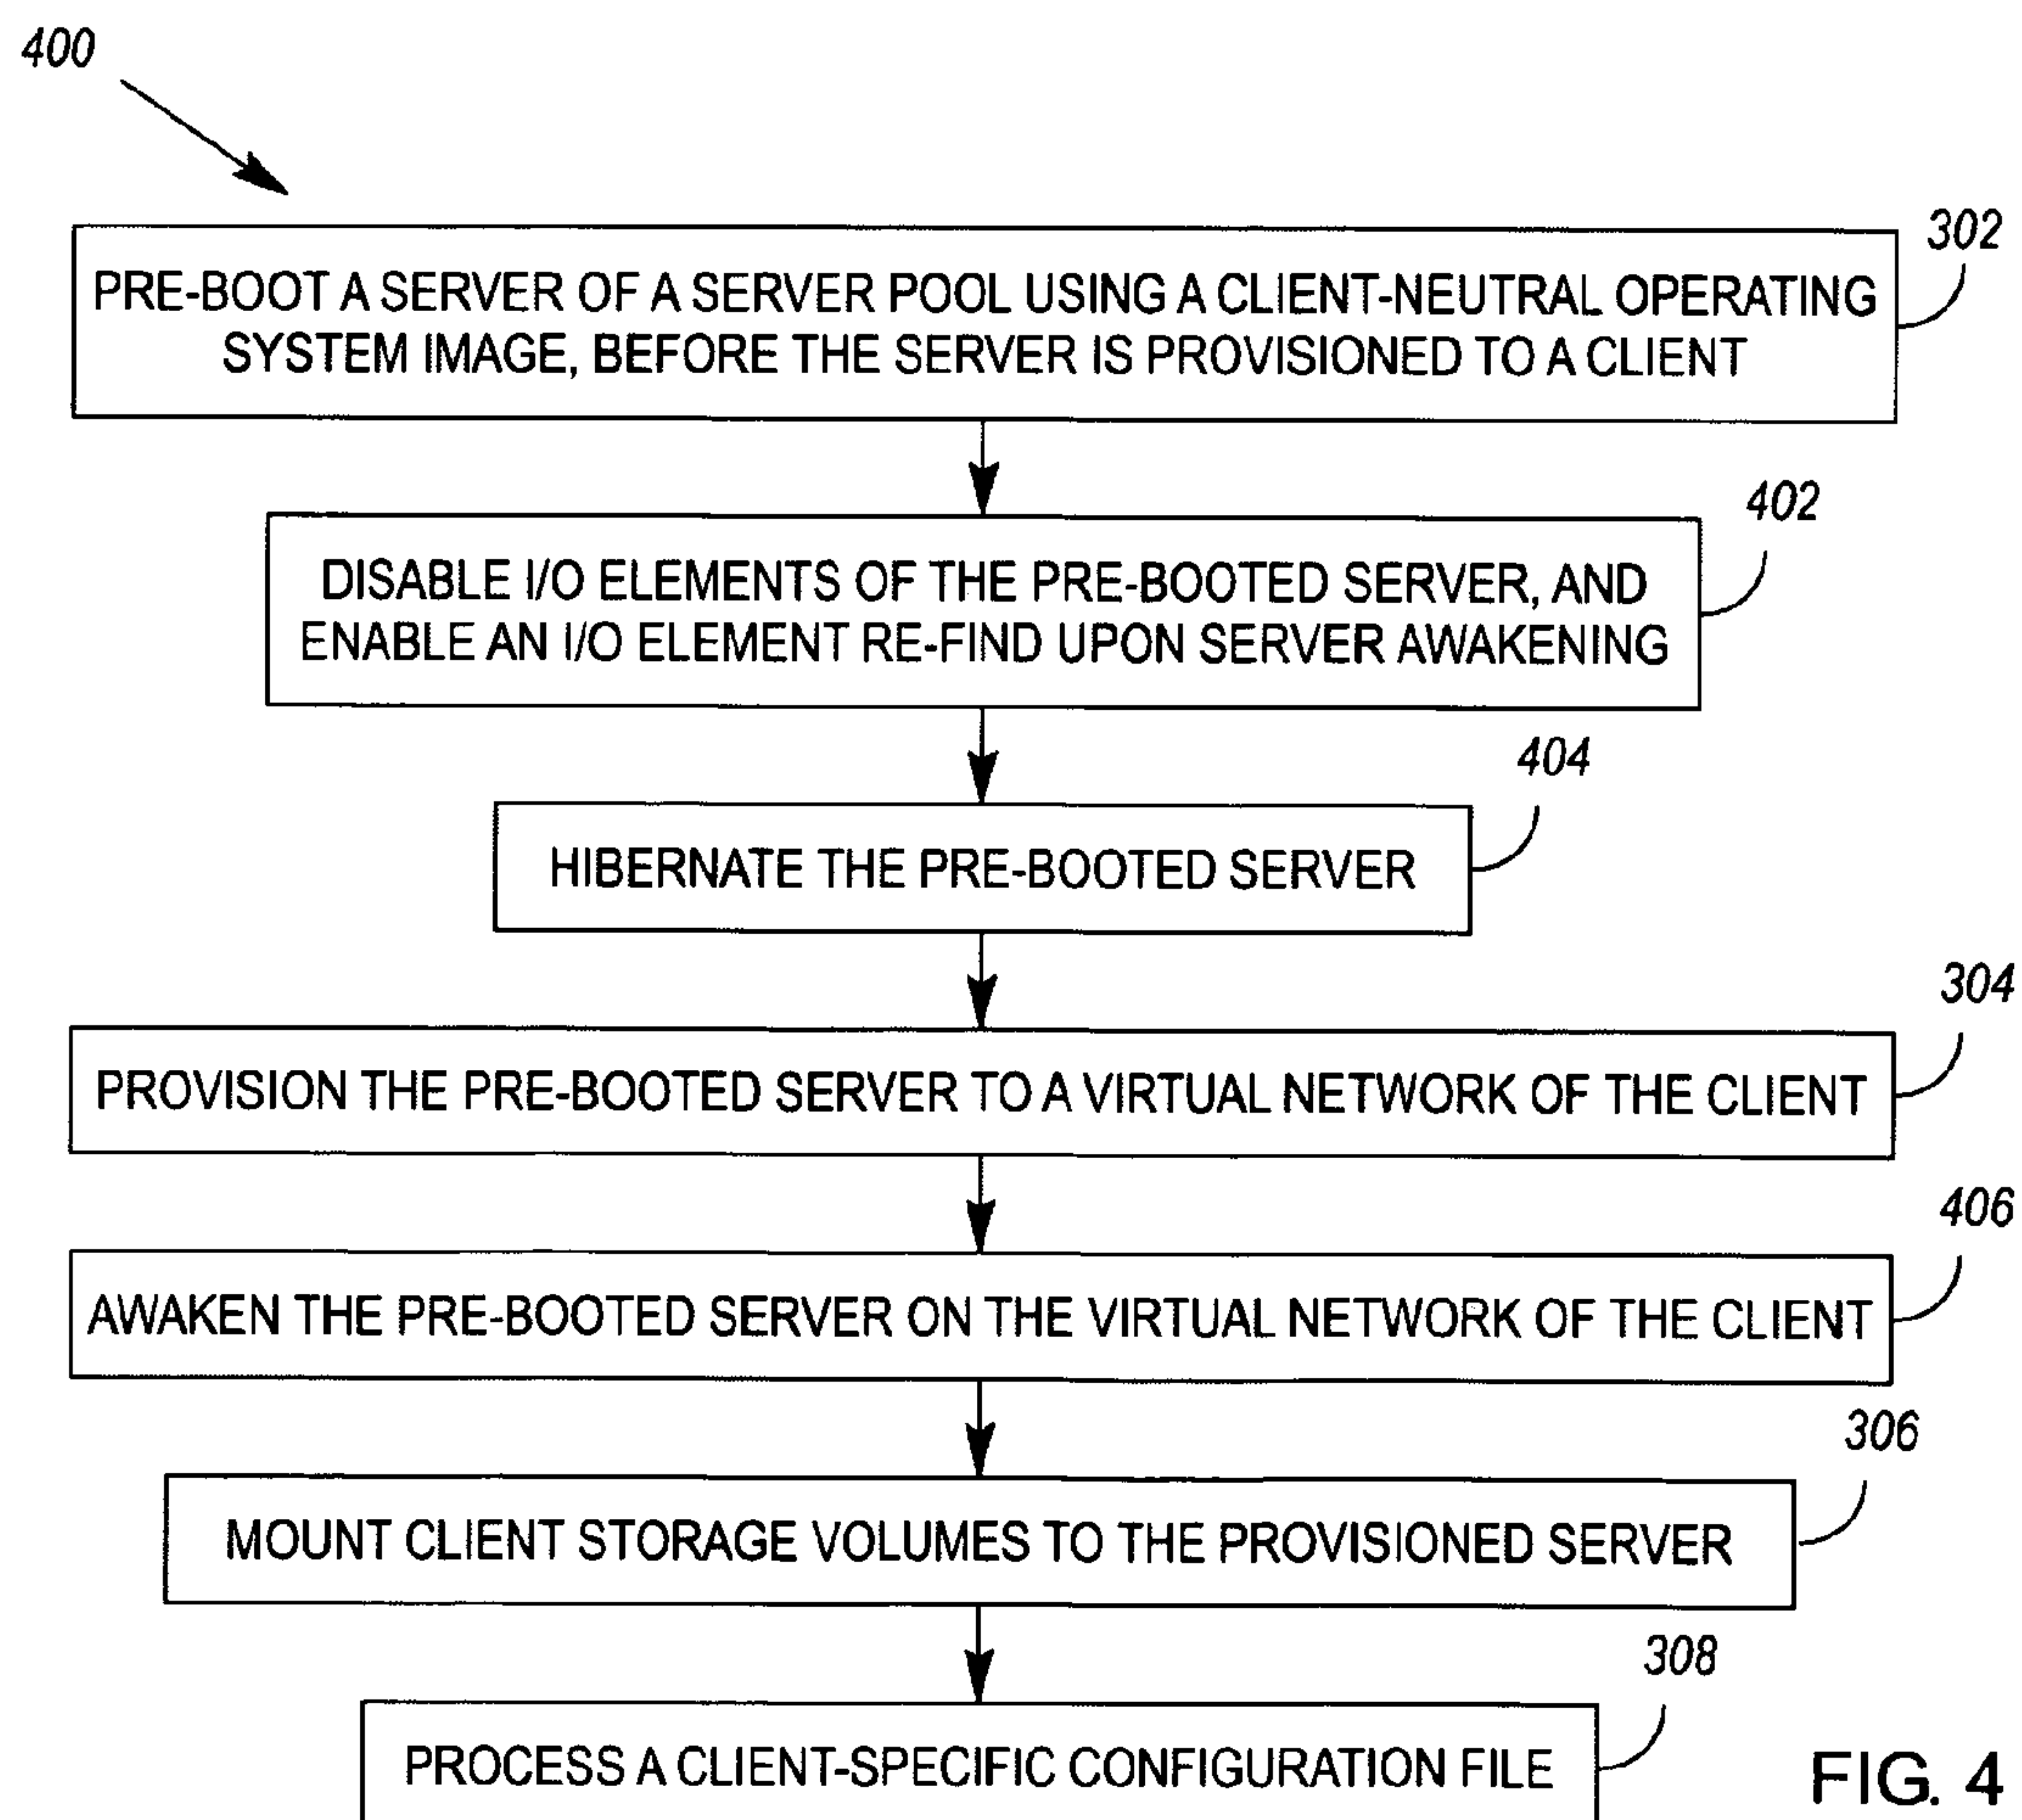 400
302
PRE-BOOT A SERVER OF A SERVER POOL USING A CLIENT-NEUTRAL OPERATING
SYSTEM IMAGE, BEFORE THE SERVER IS PROVISIONED TO A CLIENT
402
DISABLE I/O ELEMENTS OF THE PRE-BOOTED SERVER, AND
ENABLE AN I/O ELEMENT RE-FIND UPON SERVER AWAKENING
404
HIBERNATE THE PRE-BOOTED SERVER
304
PROVISION THE PRE-BOOTED SERVER TO A VIRTUAL NETWORK OF THE CLIENT
406
AWAKEN THE PRE-BOOTED SERVER ON THE VIRTUAL NETWORK OF THE CLIENT
306
MOUNT CLIENT STORAGE VOLUMES TO THE PROVISIONED SERVER
308
PROCESS A CLIENT-SPECIFIC CONFIGURATION FILE
FIG. 4